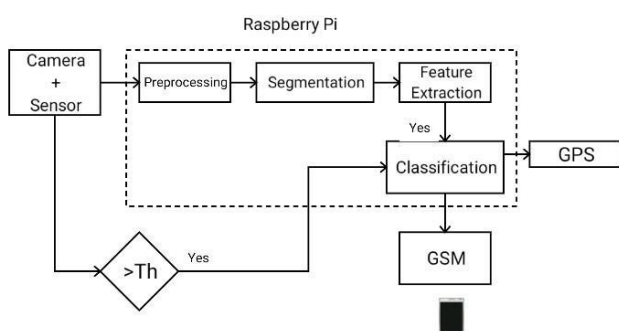 Raspberry Pi
Camera
+
Sensor
Preprocessing
Segmentation
Feature
Extraction
Yes
Classification
GPS
>Th
Yes
GSM